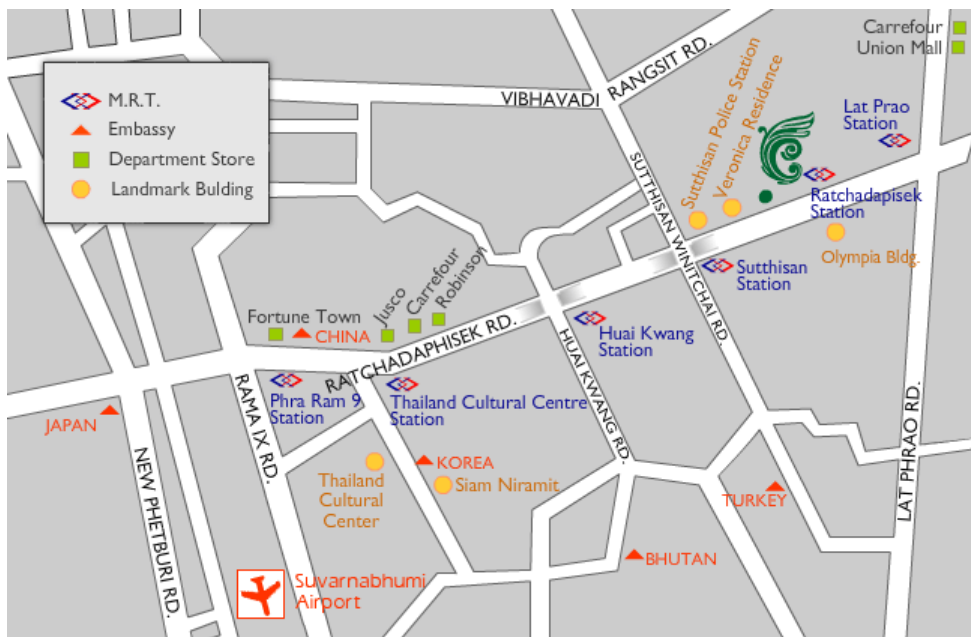 Carrefour
Union Mall
M.R.T.
Embassy
Department Store
Landmark Bulding
VIBHAVADI RANGSIT RD.
Sutthisan Police Station
Veronica Residence
Lat Prao
Station
SUTTHISAN WINITCHAI RD.
Ratchadapisek
Station
Olympia Bldg.
Sutthisan
Station
Fortune Town
CHINA
Jusco
Carrefour
Robinson
RATCHADAPHISEK RD.
Huai Kwang
Station
HUAI KWANG RD.
Phra Ram 9
Station
Thailand Cultural Centre
Station
JAPAN
RAMA IX RD.
NEW PHETBURI RD.
Thailand
Cultural
Center
KOREA
Siam Niramit
TURKEY
LAT PHRAO RD.
BHUTAN
Suvarnabhumi
Airport